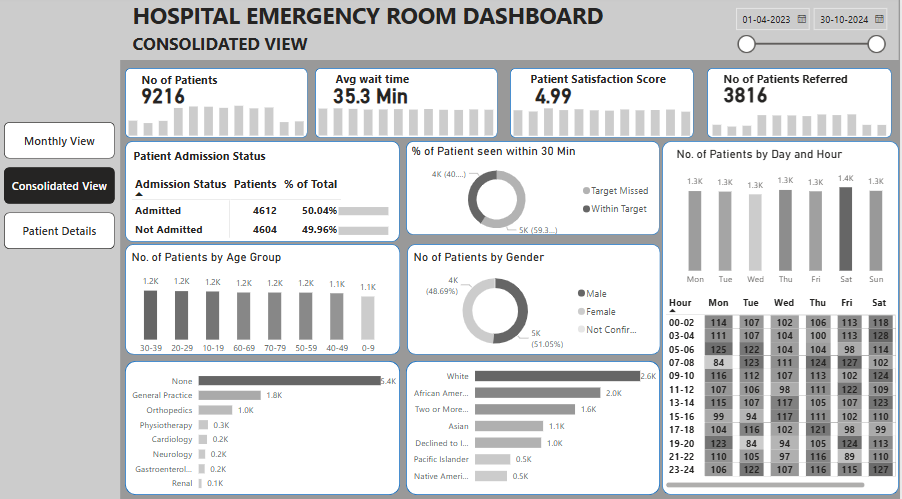 HOSPITAL EMERGENCY ROOM DASHBOARD
CONSOLIDATED VIEW
01-04-2023 30-10-2024
Monthly View
Consolidated View
Patient Details
No of Patients
9216
Avg wait time
35.3 Min
Patient Satisfaction Score
4.99
No of Patients Referred
3816
Patient Admission Status
Admission Status Patients % of Total
Admitted 4612 50.04%
Not Admitted 4604 49.96%
% of Patient seen within 30 Min
4K (40....)
5K (59.3...)
Target Missed
Within Target
No. of Patients by Day and Hour
1.3K 1.3K 1.2K 1.3K 1.3K 1.4K 1.3K
Mon Tue Wed Thu Fri Sat Sun
No. of Patients by Age Group
1.2K 1.2K 1.2K 1.2K 1.2K 1.2K 1.1K 1.1K
30-39 20-29 10-19 60-69 70-79 50-59 40-49 0-9
No of Patients by Gender
4K
(48.69%)
5K
(51.05%)
Male
Female
Not Confir...
None 5.4K
General Practice 1.8K
Orthopedics 1.0K
Physiotherapy 0.3K
Cardiology 0.2K
Neurology 0.2K
Gastroenterol... 0.2K
Renal 0.1K
White 2.6K
African Amer... 2.0K
Two or More... 1.6K
Asian 1.1K
Declined to I... 1.0K
Pacific Islander 0.5K
Native Ameri... 0.5K
Hour Mon Tue Wed Thu Fri Sat
00-02 114 107 102 106 113 118
03-04 111 107 104 100 113 128
05-06 125 122 104 104 98 114
07-08 84 123 111 124 127 102
09-10 116 112 107 113 102 124
11-12 107 106 98 111 122 109
13-14 115 107 117 105 107 123
15-16 99 94 117 111 102 110
17-18 104 116 102 121 98 99
19-20 123 84 94 105 124 113
21-22 110 105 97 116 89 110
23-24 106 122 107 116 115 127